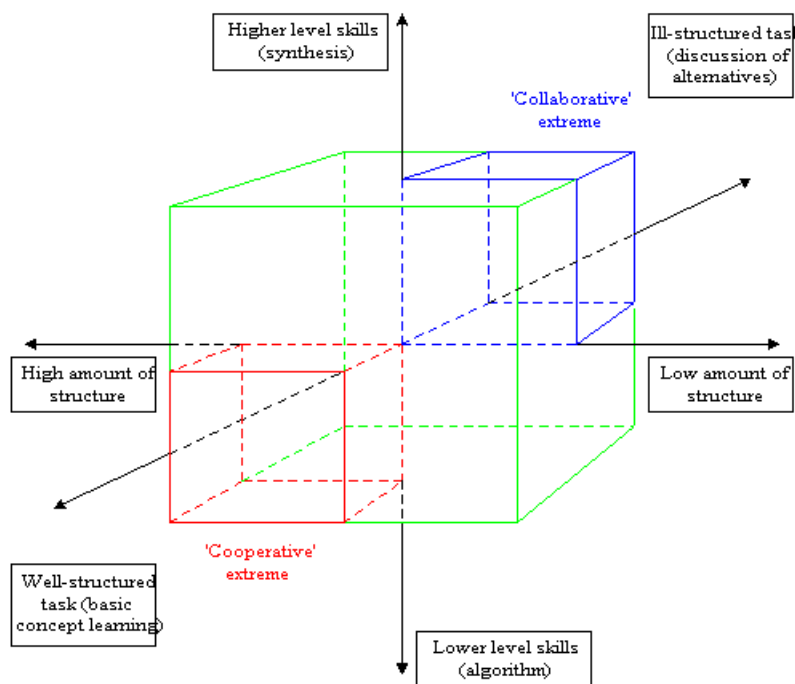 Higher level skills
(synthesis)
Ill-structured task
(discussion of
alternatives)
'Collaborative'
extreme
High amount of
structure
Low amount of
structure
'Cooperative'
extreme
Well-structured
task (basic
concept learning)
Lower level skills
(algorithm)